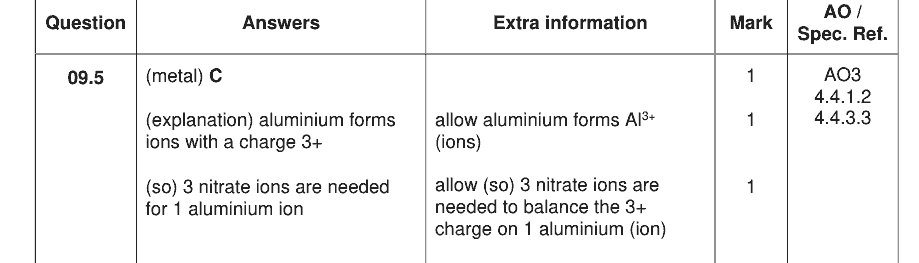 Question Answers Extra information Mark AO /
Spec. Ref.
09.5 (metal) C 1 AO3
4.4.1.2
(explanation) aluminium forms allow aluminium forms Al³⁺ 1 4.4.3.3
ions with a charge 3+ (ions)
(so) 3 nitrate ions are needed allow (so) 3 nitrate ions are 1
for 1 aluminium ion needed to balance the 3+
charge on 1 aluminium (ion)